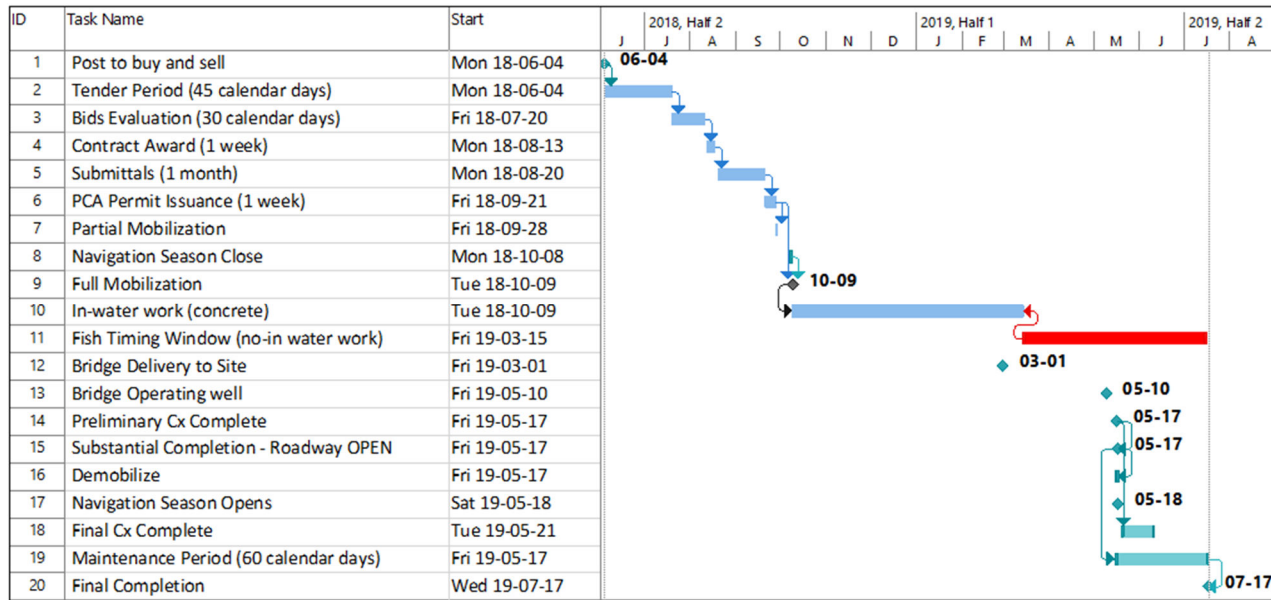 ID Task Name Start 2018, Half 2 2019, Half 1 2019, Half 2
J J A S O N D J F M A M J J A
1 Post to buy and sell Mon 18-06-04 06-04
2 Tender Period (45 calendar days) Mon 18-06-04
3 Bids Evaluation (30 calendar days) Fri 18-07-20
4 Contract Award (1 week) Mon 18-08-13
5 Submittals (1 month) Mon 18-08-20
6 PCA Permit Issuance (1 week) Fri 18-09-21
7 Partial Mobilization Fri 18-09-28
8 Navigation Season Close Mon 18-10-08
9 Full Mobilization Tue 18-10-09 10-09
10 In-water work (concrete) Tue 18-10-09
11 Fish Timing Window (no-in water work) Fri 19-03-15
12 Bridge Delivery to Site Fri 19-03-01 03-01
13 Bridge Operating well Fri 19-05-10 05-10
14 Preliminary Cx Complete Fri 19-05-17 05-17
15 Substantial Completion - Roadway OPEN Fri 19-05-17 05-17
16 Demobilize Fri 19-05-17
17 Navigation Season Opens Sat 19-05-18 05-18
18 Final Cx Complete Tue 19-05-21
19 Maintenance Period (60 calendar days) Fri 19-05-17
20 Final Completion Wed 19-07-17 07-17